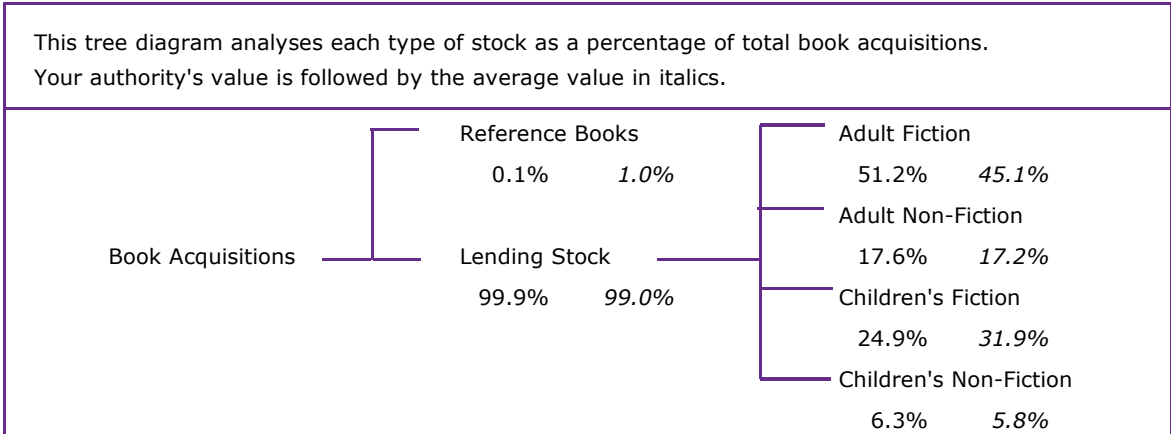 This tree diagram analyses each type of stock as a percentage of total book acquisitions.
Your authority's value is followed by the average value in italics.
Reference Books
Adult Fiction
0.1% 1.0%
51.2% 45.1%
Adult Non-Fiction
Book Acquisitions
Lending Stock
17.6% 17.2%
99.9% 99.0%
Children's Fiction
24.9% 31.9%
Children's Non-Fiction
6.3% 5.8%